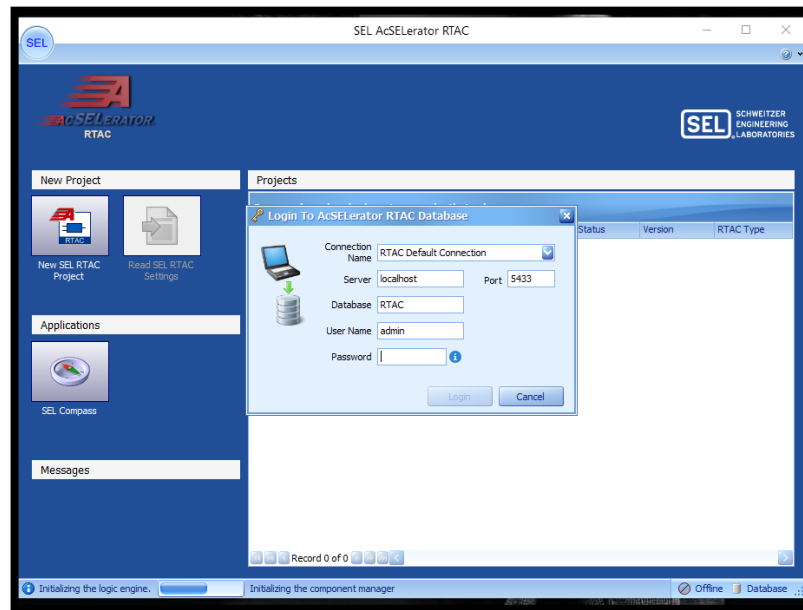 SEL AcSELerator RTAC
SEL
ACSELERATOR
RTAC
SEL SCHWEITZER
ENGINEERING
LABORATORIES
New Project
RTAC
New SEL RTAC
Project
Read SEL RTAC
Settings
Applications
SEL Compass
Messages
Projects
Status Version RTAC Type
Login To AcSELerator RTAC Database
Connection
Name RTAC Default Connection
Server localhost Port 5433
Database RTAC
User Name admin
Password
Login Cancel
Record 0 of 0
Initializing the logic engine. Initializing the component manager Offline Database